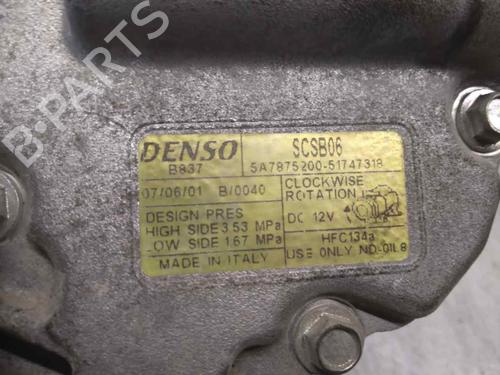 B-PARTS
DENSO SCSB06
B837 5A7875200-51747318
07/06/01 B/0040 CLOCKWISE ROTATION
DESIGN PRES DC 12V
HIGH SIDE 3.53 MPa
LOW SIDE 1.67 MPa HFC134a
MADE IN ITALY USE ONLY ND-OIL8